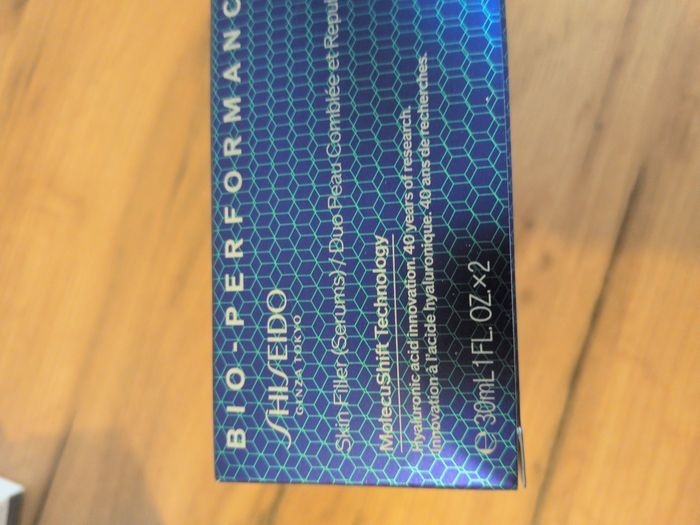 BIO-PERFORMANC
SHISEIDO
GINZA TOKYO
Skin Filler (Serums) / Duo Peau Comblée et Repul
MolecuShift Technology
Hyaluronic acid innovation. 40 years of research.
Innovation à l'acide hyaluronique. 40 ans de recherches.
℮ 30mL 1 FL. OZ.×2